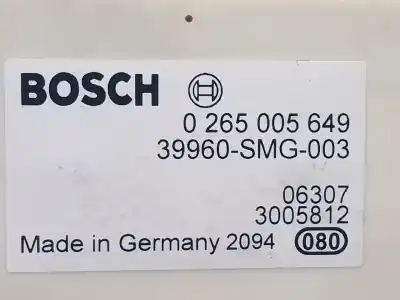 BOSCH
0 265 005 649
39960-SMG-003
06307
3005812
Made in Germany 2094 080